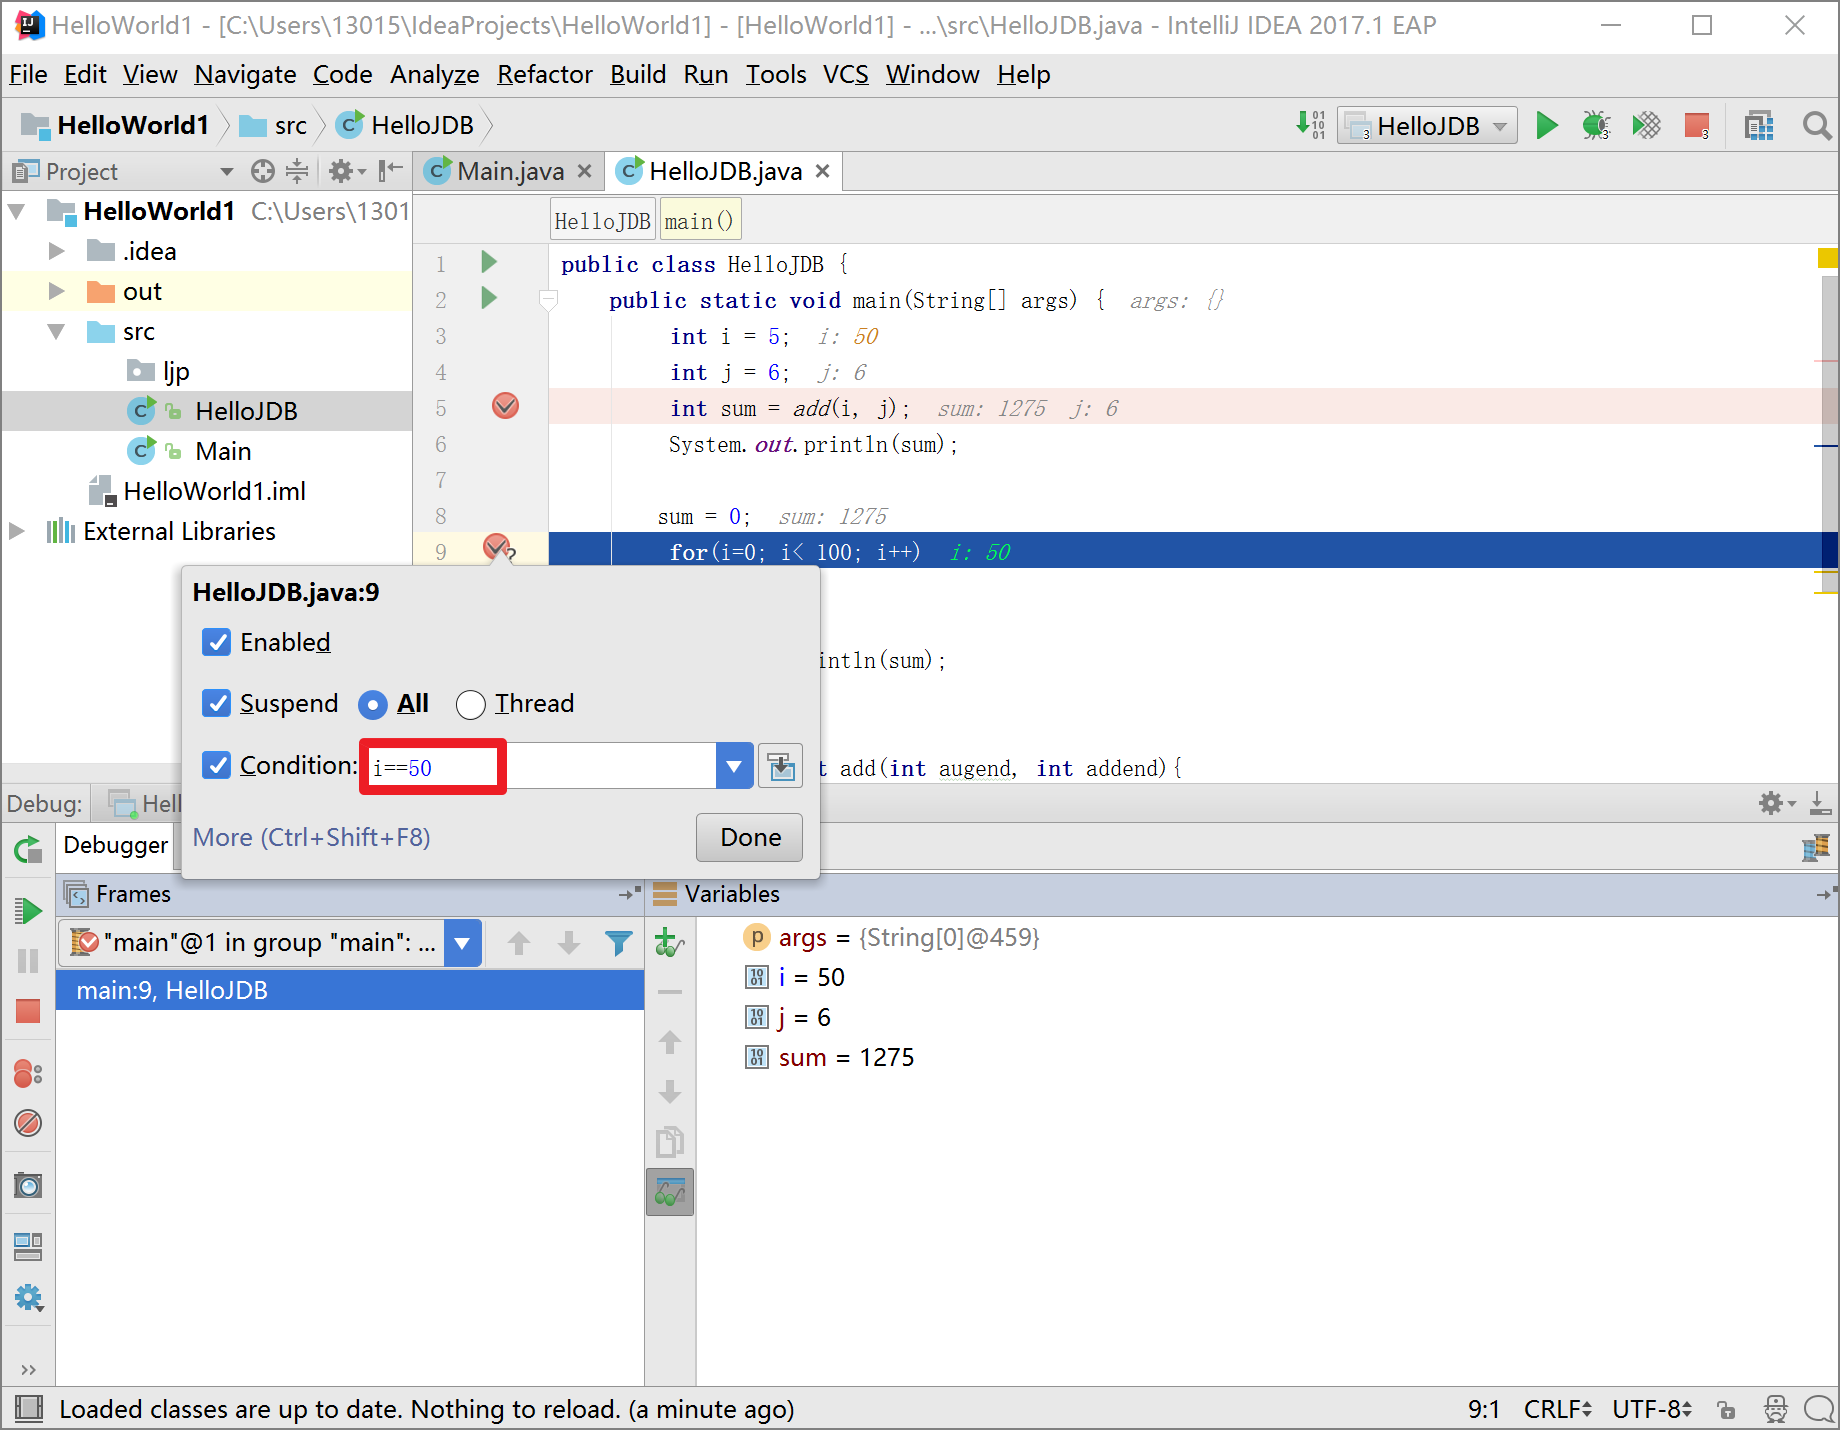 HelloWorld1 - [C:\Users\13015\IdeaProjects\HelloWorld1] - [HelloWorld1] - ...\src\HelloJDB.java - IntelliJ IDEA 2017.1 EAP
File Edit View Navigate Code Analyze Refactor Build Run Tools VCS Window Help
HelloWorld1 src HelloJDB HelloJDB
Project Main.java HelloJDB.java
HelloWorld1 C:\Users\1301
.idea
out
src
ljp
HelloJDB
Main
HelloWorld1.iml
External Libraries
HelloJDB main()
1 public class HelloJDB {
2 public static void main(String[] args) { args: {}
3 int i = 5; i: 50
4 int j = 6; j: 6
5 int sum = add(i, j); sum: 1275 j: 6
6 System.out.println(sum);
7
8 sum = 0; sum: 1275
9 for(i=0; i< 100; i++) i: 50
intln(sum);
t add(int augend, int addend){
HelloJDB.java:9
Enabled
Suspend All Thread
Condition: i==50
More (Ctrl+Shift+F8) Done
Debug: Hel
Debugger
Frames Variables
"main"@1 in group "main": ...
main:9, HelloJDB
args = {String[0]@459}
i = 50
j = 6
sum = 1275
Loaded classes are up to date. Nothing to reload. (a minute ago) 9:1 CRLF UTF-8